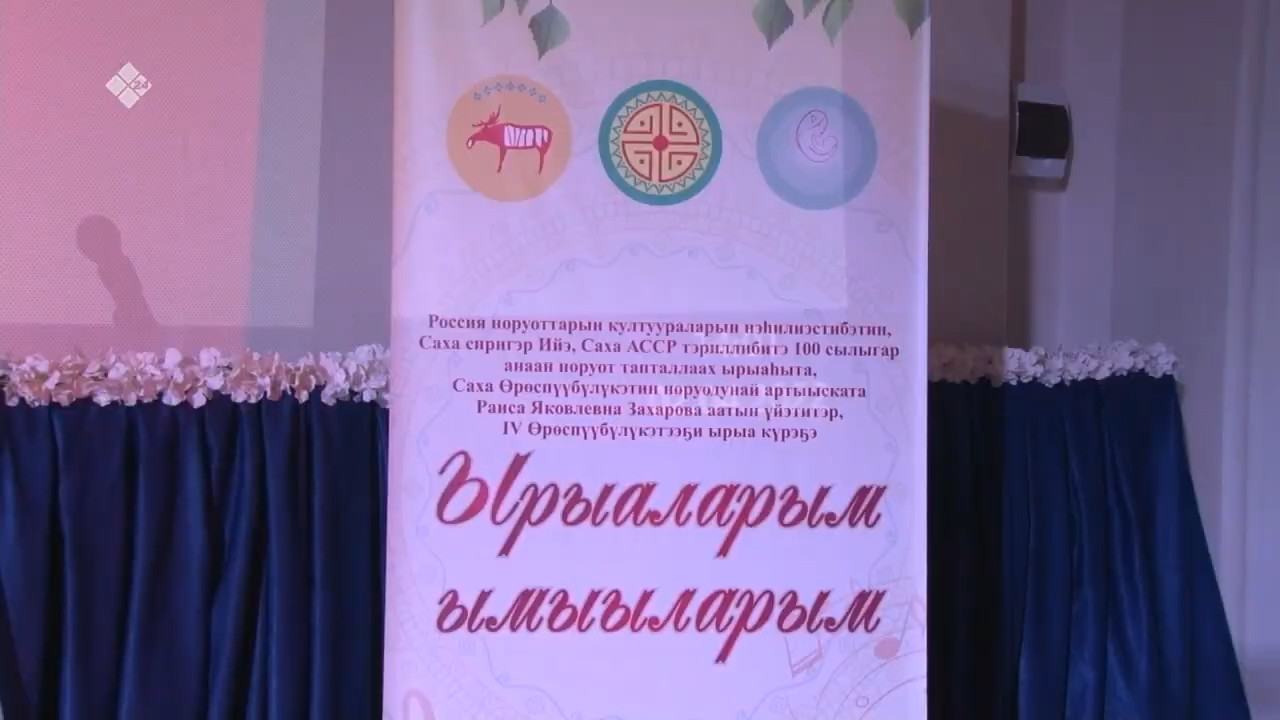 24
Россия норуоттарын култуураларын нэһилиэстибэтин,
Саха сиригэр Ийэ, Саха АССР тэриллибитэ 100 сылыгар
анаан норуот тапталлаах ырыаһыта,
Саха Өрөспүүбүлүкэтин норуодунай артыыската
Раиса Яковлевна Захарова аатын үйэтитэр,
IV Өрөспүүбүлүкэтээҕи ырыа күрэҕэ
Ырыаларым
ымыыларым